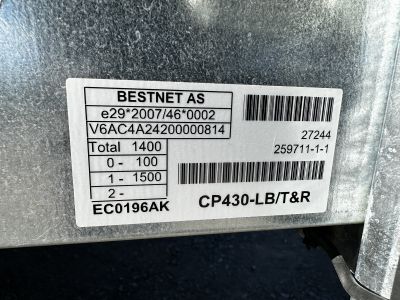 BESTNET AS
e29*2007/46*0002
V6AC4A24200000814
Total 1400
0 - 100
1 - 1500
2 -
EC0196AK
27244
259711-1-1
CP430-LB/T&R